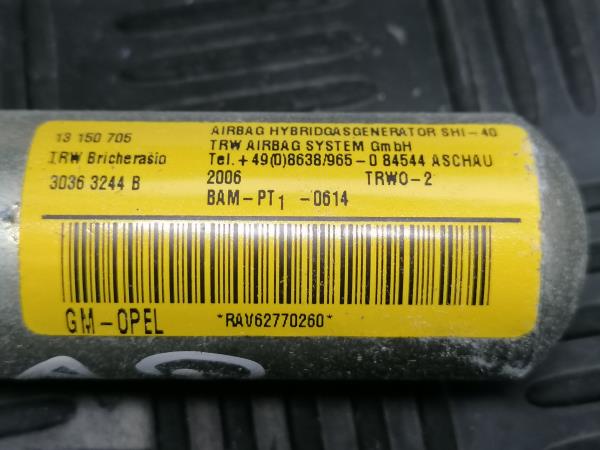 13 150 705 AIRBAG HYBRIDGASGENERATOR SHI-40
TRW AIRBAG SYSTEM GmbH
TRW Bricherasio Tel.+49(0)8638/965-0 84544 ASCHAU
3036 3244 B 2006 TRWO-2
BAM-PT1 -0614
GM-OPEL *RAV62770260*